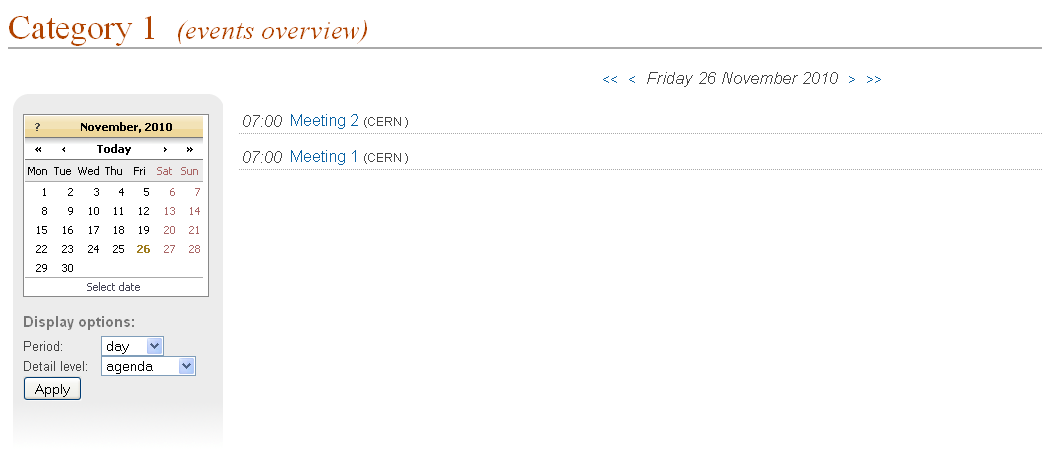 Category 1 (events overview)
<< < Friday 26 November 2010 > >>
? November, 2010
« ‹ Today › »
Mon Tue Wed Thu Fri Sat Sun
1 2 3 4 5 6 7
8 9 10 11 12 13 14
15 16 17 18 19 20 21
22 23 24 25 26 27 28
29 30
Select date
Display options:
Period: day
Detail level: agenda
Apply
07:00 Meeting 2 (CERN )
07:00 Meeting 1 (CERN )